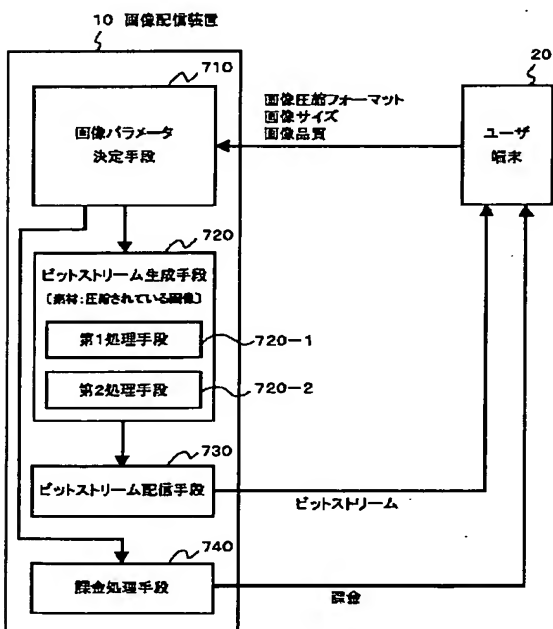 10 画像配信装置
710
画像パラメータ
決定手段
画像圧縮フォーマット
画像サイズ
画像品質
20
ユーザ
端末
720
ビットストリーム生成手段
〔素材:圧縮されている画像〕
第1処理手段
720-1
第2処理手段
720-2
730
ビットストリーム配信手段
ビットストリーム
740
課金処理手段
課金